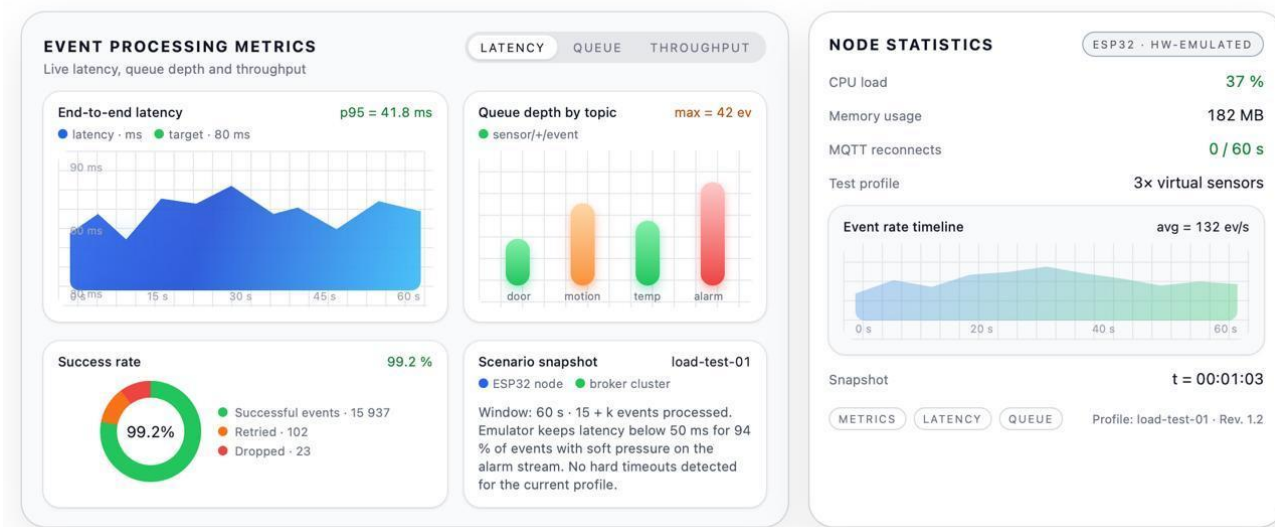 EVENT PROCESSING METRICS
LATENCY QUEUE THROUGHPUT
Live latency, queue depth and throughput
End-to-end latency p95 = 41.8 ms
latency · ms target · 80 ms
90 ms
60 ms
0 s 15 s 30 s 45 s 60 s
Queue depth by topic max = 42 ev
sensor/+/event
door motion temp alarm
Success rate 99.2 %
99.2%
Successful events · 15 937
Retried · 102
Dropped · 23
Scenario snapshot load-test-01
ESP32 node broker cluster
Window: 60 s · 15 + k events processed.
Emulator keeps latency below 50 ms for 94
% of events with soft pressure on the
alarm stream. No hard timeouts detected
for the current profile.
NODE STATISTICS ESP32 · HW-EMULATED
CPU load 37 %
Memory usage 182 MB
MQTT reconnects 0 / 60 s
Test profile 3× virtual sensors
Event rate timeline avg = 132 ev/s
0 s 20 s 40 s 60 s
Snapshot t = 00:01:03
METRICS LATENCY QUEUE Profile: load-test-01 · Rev. 1.2